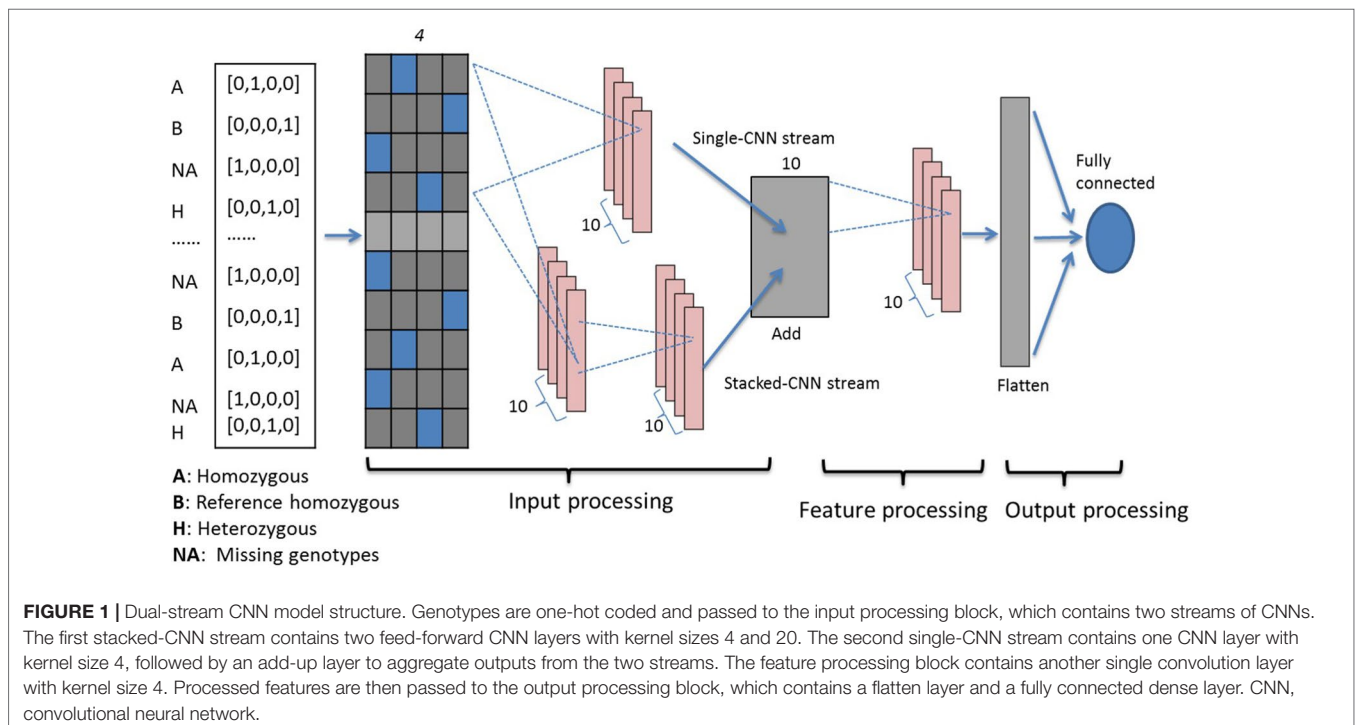 4
A [0,1,0,0]
B [0,0,0,1]
NA [1,0,0,0]
H [0,0,1,0]
...... ......
NA [1,0,0,0]
B [0,0,0,1]
A [0,1,0,0]
NA [1,0,0,0]
H [0,0,1,0]
10
Single-CNN stream
10
Add
10
10
Stacked-CNN stream
10
Flatten
Fully
connected
A: Homozygous
B: Reference homozygous
H: Heterozygous
NA: Missing genotypes
Input processing
Feature processing
Output processing
FIGURE 1 | Dual-stream CNN model structure. Genotypes are one-hot coded and passed to the input processing block, which contains two streams of CNNs.
The first stacked-CNN stream contains two feed-forward CNN layers with kernel sizes 4 and 20. The second single-CNN stream contains one CNN layer with
kernel size 4, followed by an add-up layer to aggregate outputs from the two streams. The feature processing block contains another single convolution layer
with kernel size 4. Processed features are then passed to the output processing block, which contains a flatten layer and a fully connected dense layer. CNN,
convolutional neural network.